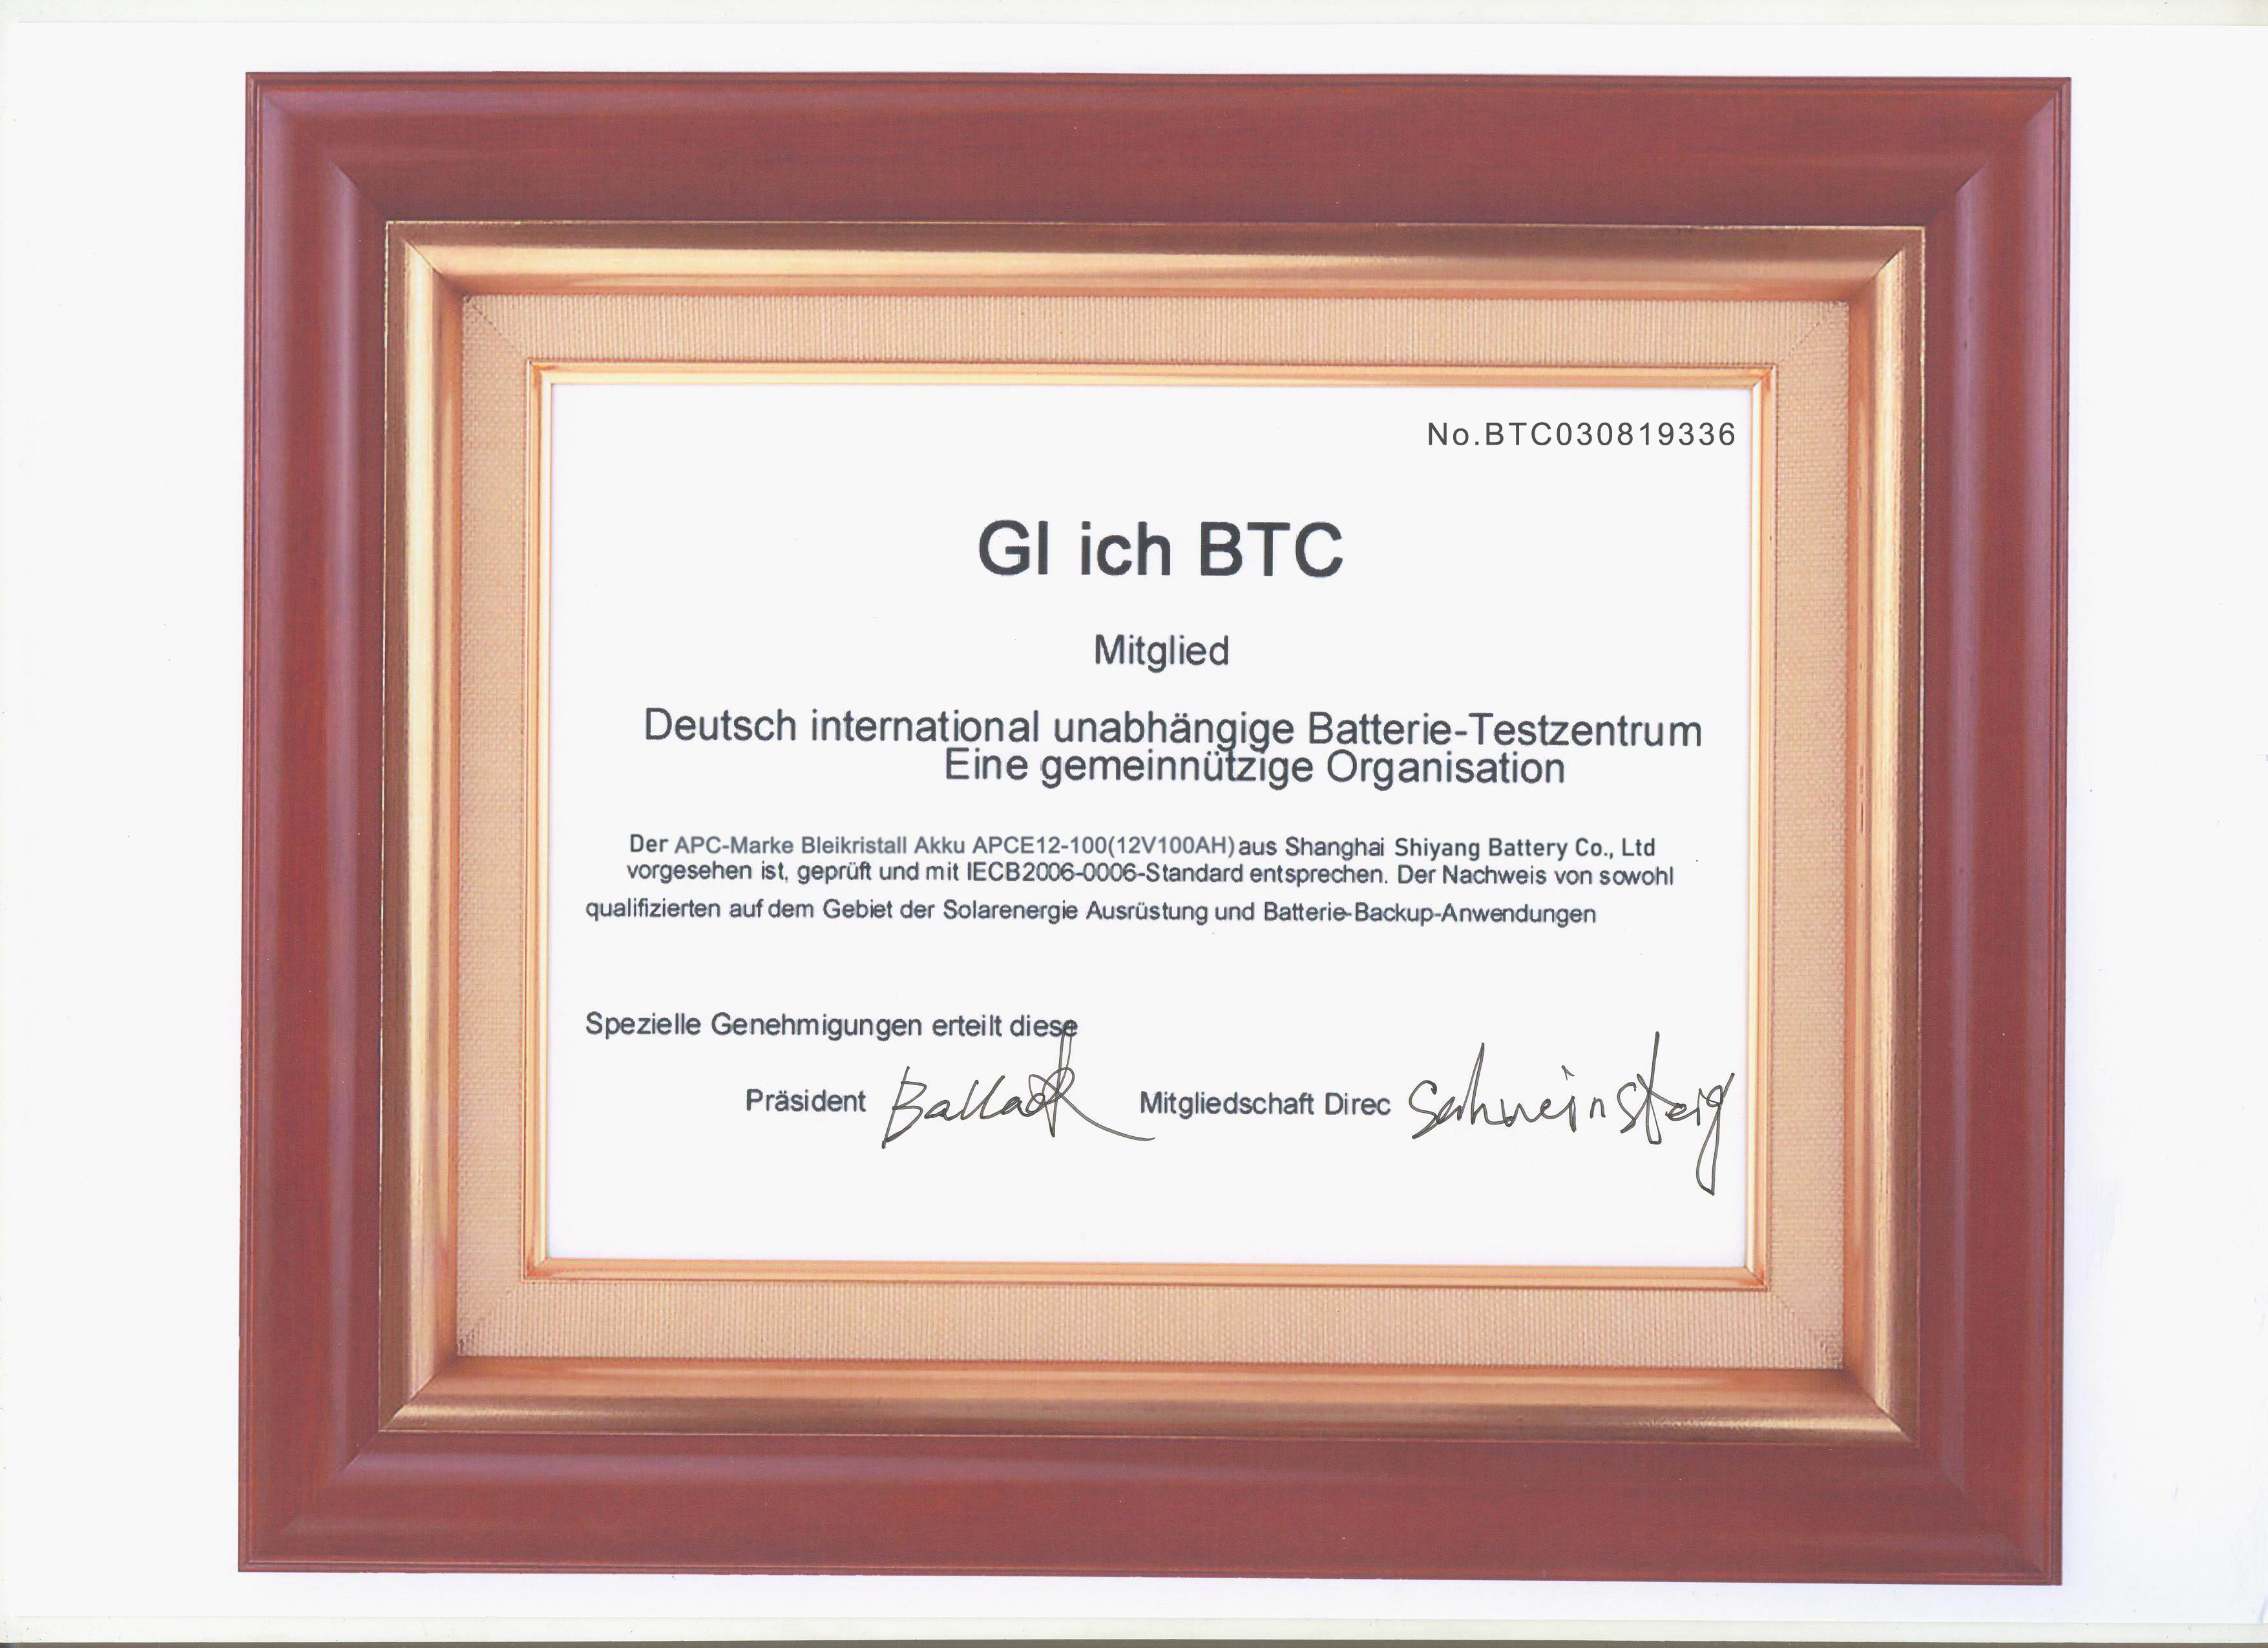 No.BTC030819336
GI ich BTC
Mitglied
Deutsch international unabhängige Batterie-Testzentrum
Eine gemeinnützige Organisation
Der APC-Marke Bleikristall Akku APCE12-100(12V100AH) aus Shanghai Shiyang Battery Co., Ltd
vorgesehen ist, geprüft und mit IECB2006-0006-Standard entsprechen. Der Nachweis von sowohl
qualifizierten auf dem Gebiet der Solarenergie Ausrüstung und Batterie-Backup-Anwendungen
Spezielle Genehmigungen erteilt diese
Präsident Ballack Mitgliedschaft Direc Schweinsteig